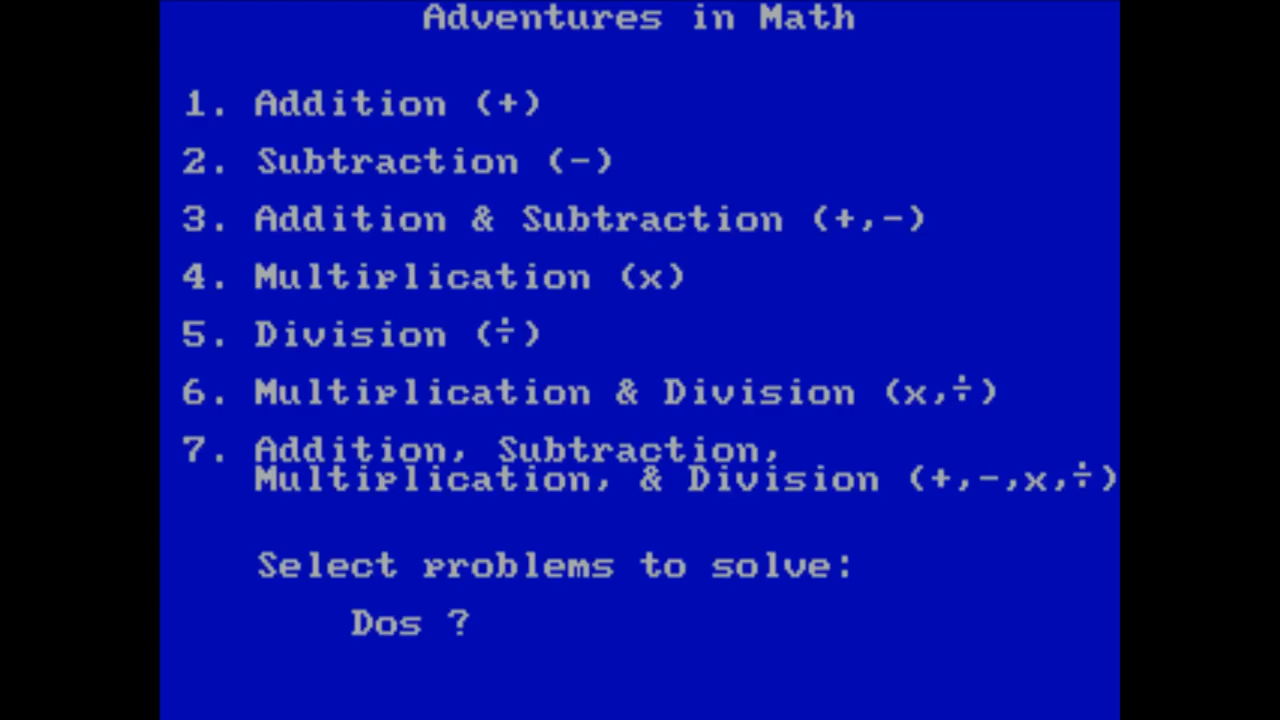 Adventures in Math
1. Addition (+)
2. Subtraction (-)
3. Addition & Subtraction (+,-)
4. Multiplication (x)
5. Division (÷)
6. Multiplication & Division (x,÷)
7. Addition, Subtraction,
Multiplication, & Division (+,-,x,÷)
Select problems to solve:
Dos ?